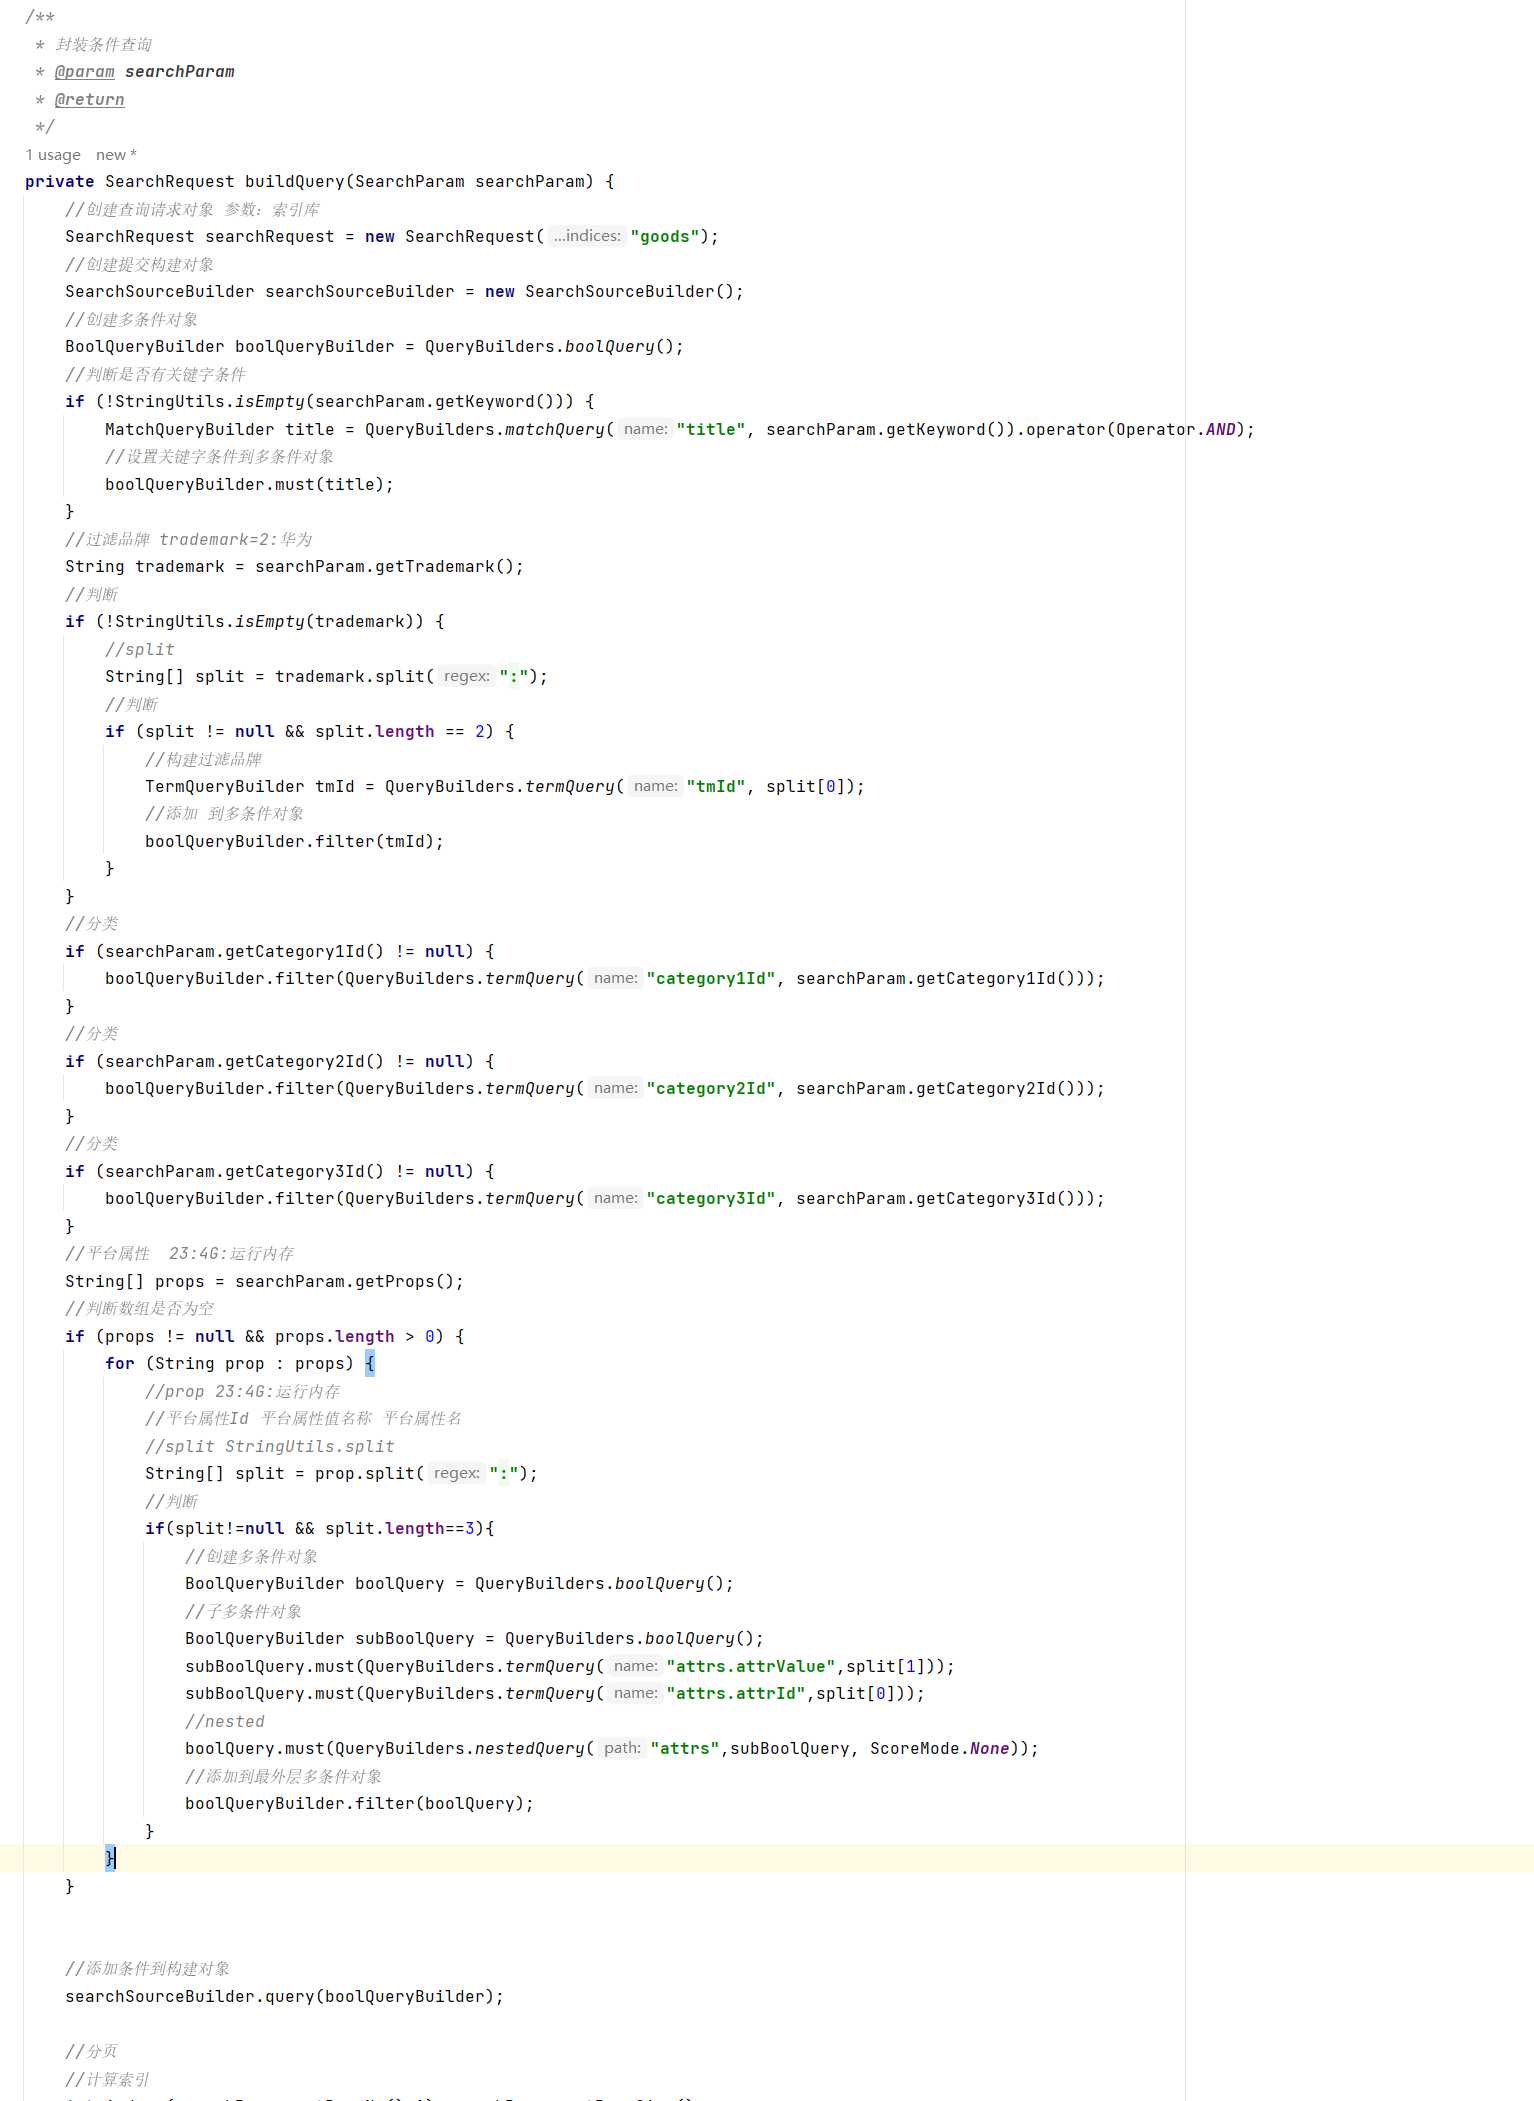 /**
 * 封装条件查询
 * @param searchParam
 * @return
 */
1 usage   new *
private SearchRequest buildQuery(SearchParam searchParam) {
    //创建查询请求对象 参数：索引库
    SearchRequest searchRequest = new SearchRequest( ...indices: "goods");
    //创建提交构建对象
    SearchSourceBuilder searchSourceBuilder = new SearchSourceBuilder();
    //创建多条件对象
    BoolQueryBuilder boolQueryBuilder = QueryBuilders.boolQuery();
    //判断是否有关键字条件
    if (!StringUtils.isEmpty(searchParam.getKeyword())) {
        MatchQueryBuilder title = QueryBuilders.matchQuery( name: "title", searchParam.getKeyword()).operator(Operator.AND);
        //设置关键字条件到多条件对象
        boolQueryBuilder.must(title);
    }
    //过滤品牌 trademark=2:华为
    String trademark = searchParam.getTrademark();
    //判断
    if (!StringUtils.isEmpty(trademark)) {
        //split
        String[] split = trademark.split( regex: ":");
        //判断
        if (split != null && split.length == 2) {
            //构建过滤品牌
            TermQueryBuilder tmId = QueryBuilders.termQuery( name: "tmId", split[0]);
            //添加 到多条件对象
            boolQueryBuilder.filter(tmId);
        }
    }
    //分类
    if (searchParam.getCategory1Id() != null) {
        boolQueryBuilder.filter(QueryBuilders.termQuery( name: "category1Id", searchParam.getCategory1Id()));
    }
    //分类
    if (searchParam.getCategory2Id() != null) {
        boolQueryBuilder.filter(QueryBuilders.termQuery( name: "category2Id", searchParam.getCategory2Id()));
    }
    //分类
    if (searchParam.getCategory3Id() != null) {
        boolQueryBuilder.filter(QueryBuilders.termQuery( name: "category3Id", searchParam.getCategory3Id()));
    }
    //平台属性  23:4G:运行内存
    String[] props = searchParam.getProps();
    //判断数组是否为空
    if (props != null && props.length > 0) {
        for (String prop : props) {
            //prop 23:4G:运行内存
            //平台属性Id 平台属性值名称 平台属性名
            //split StringUtils.split
            String[] split = prop.split( regex: ":");
            //判断
            if(split!=null && split.length==3){
                //创建多条件对象
                BoolQueryBuilder boolQuery = QueryBuilders.boolQuery();
                //子多条件对象
                BoolQueryBuilder subBoolQuery = QueryBuilders.boolQuery();
                subBoolQuery.must(QueryBuilders.termQuery( name: "attrs.attrValue",split[1]));
                subBoolQuery.must(QueryBuilders.termQuery( name: "attrs.attrId",split[0]));
                //nested
                boolQuery.must(QueryBuilders.nestedQuery( path: "attrs",subBoolQuery, ScoreMode.None));
                //添加到最外层多条件对象
                boolQueryBuilder.filter(boolQuery);
            }
        }
    }
    //添加条件到构建对象
    searchSourceBuilder.query(boolQueryBuilder);
    //分页
    //计算索引